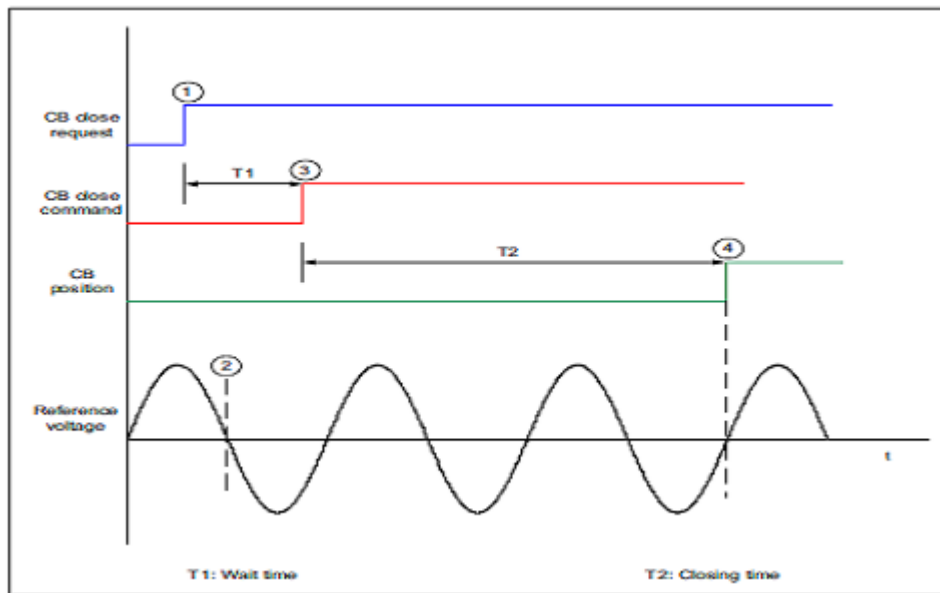 1
CB close
request
T1
3
CB close
command
T2
4
CB
position
2
Reference
voltage
t
T1: Wait time
T2: Closing time